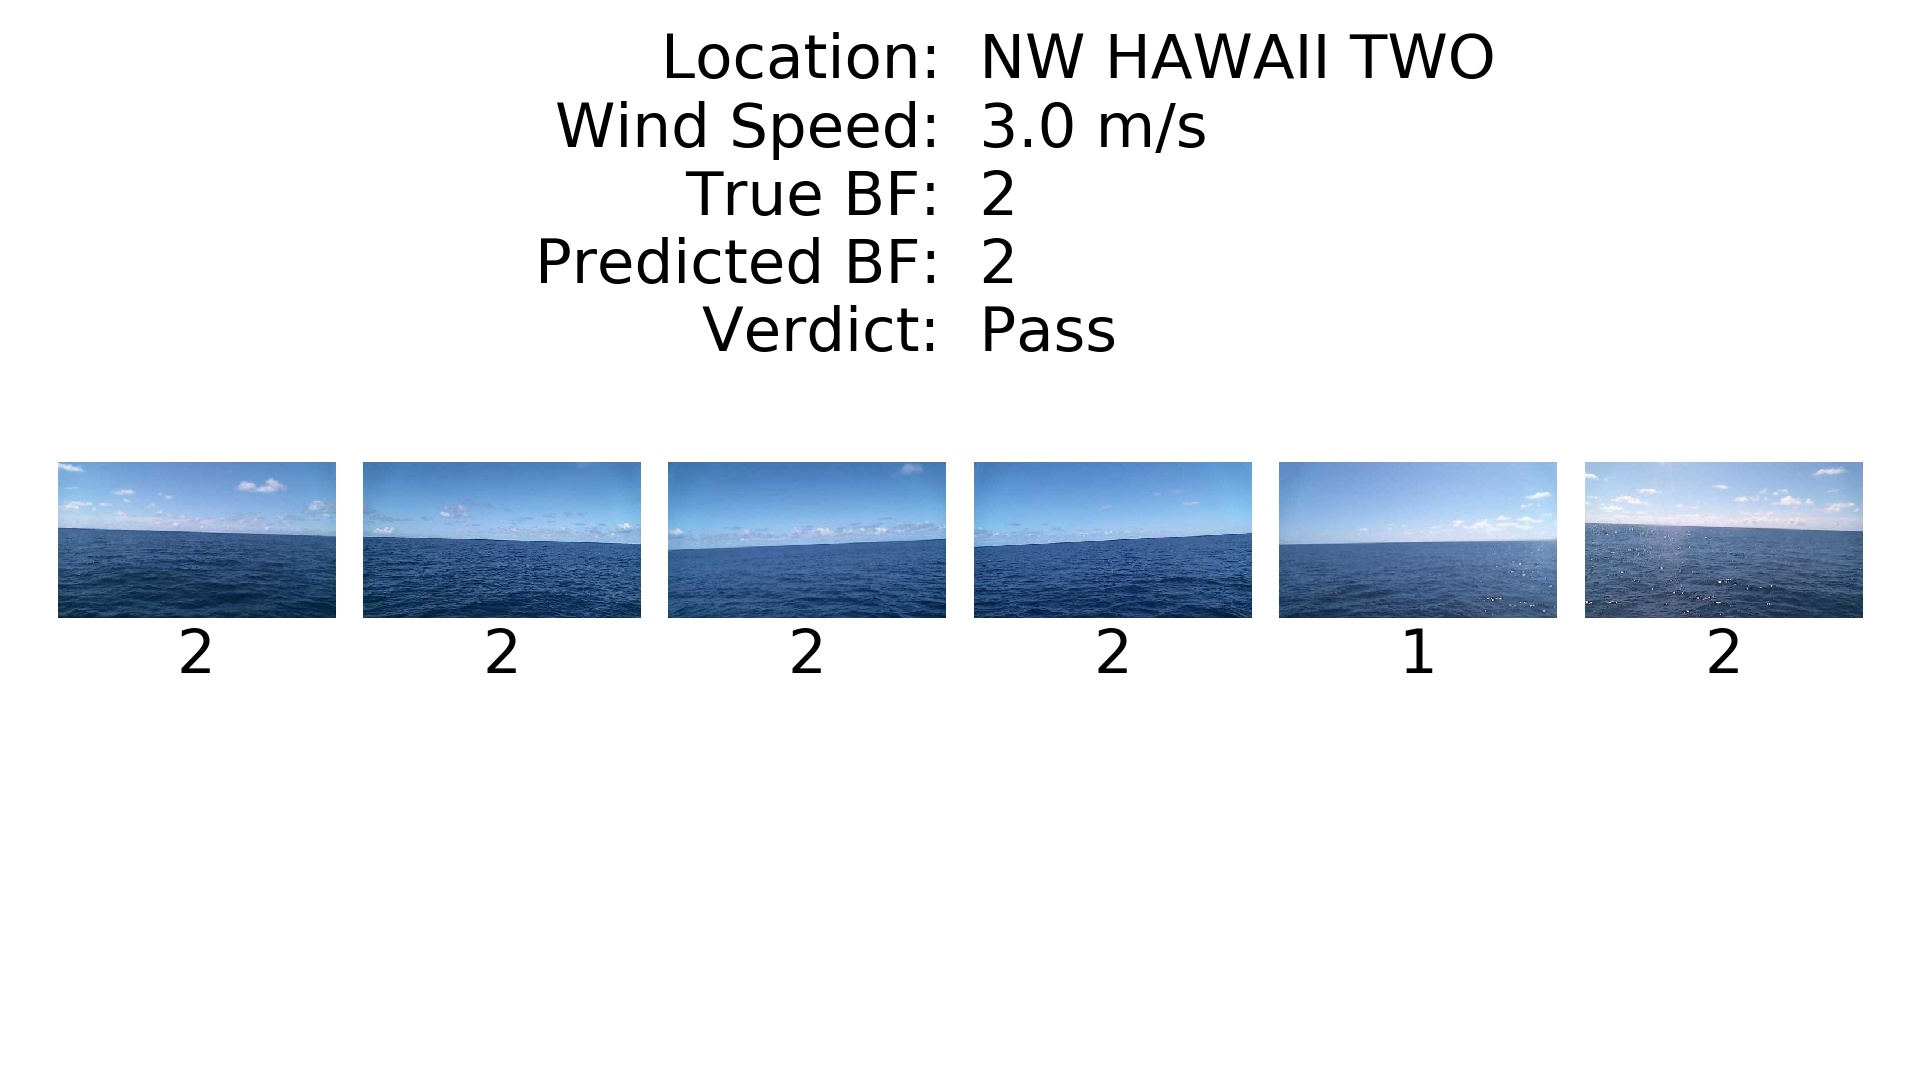 Location: NW HAWAII TWO
Wind Speed: 3.0 m/s
True BF: 2
Predicted BF: 2
Verdict: Pass
2 2 2 2 1 2